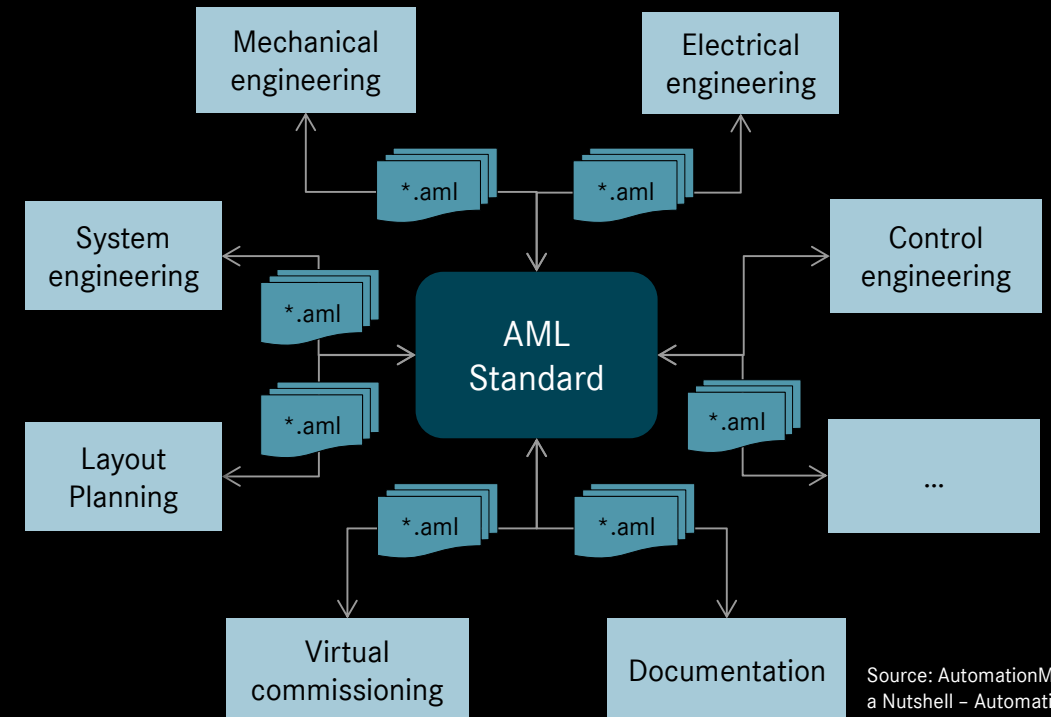 Mechanical
engineering
Electrical
engineering
*.aml
*.aml
System
engineering
Control
engineering
*.aml
AML
Standard
*.aml
*.aml
Layout
Planning
...
*.aml
*.aml
Virtual
commissioning
Documentation
Source: AutomationM
a Nutshell – Automati